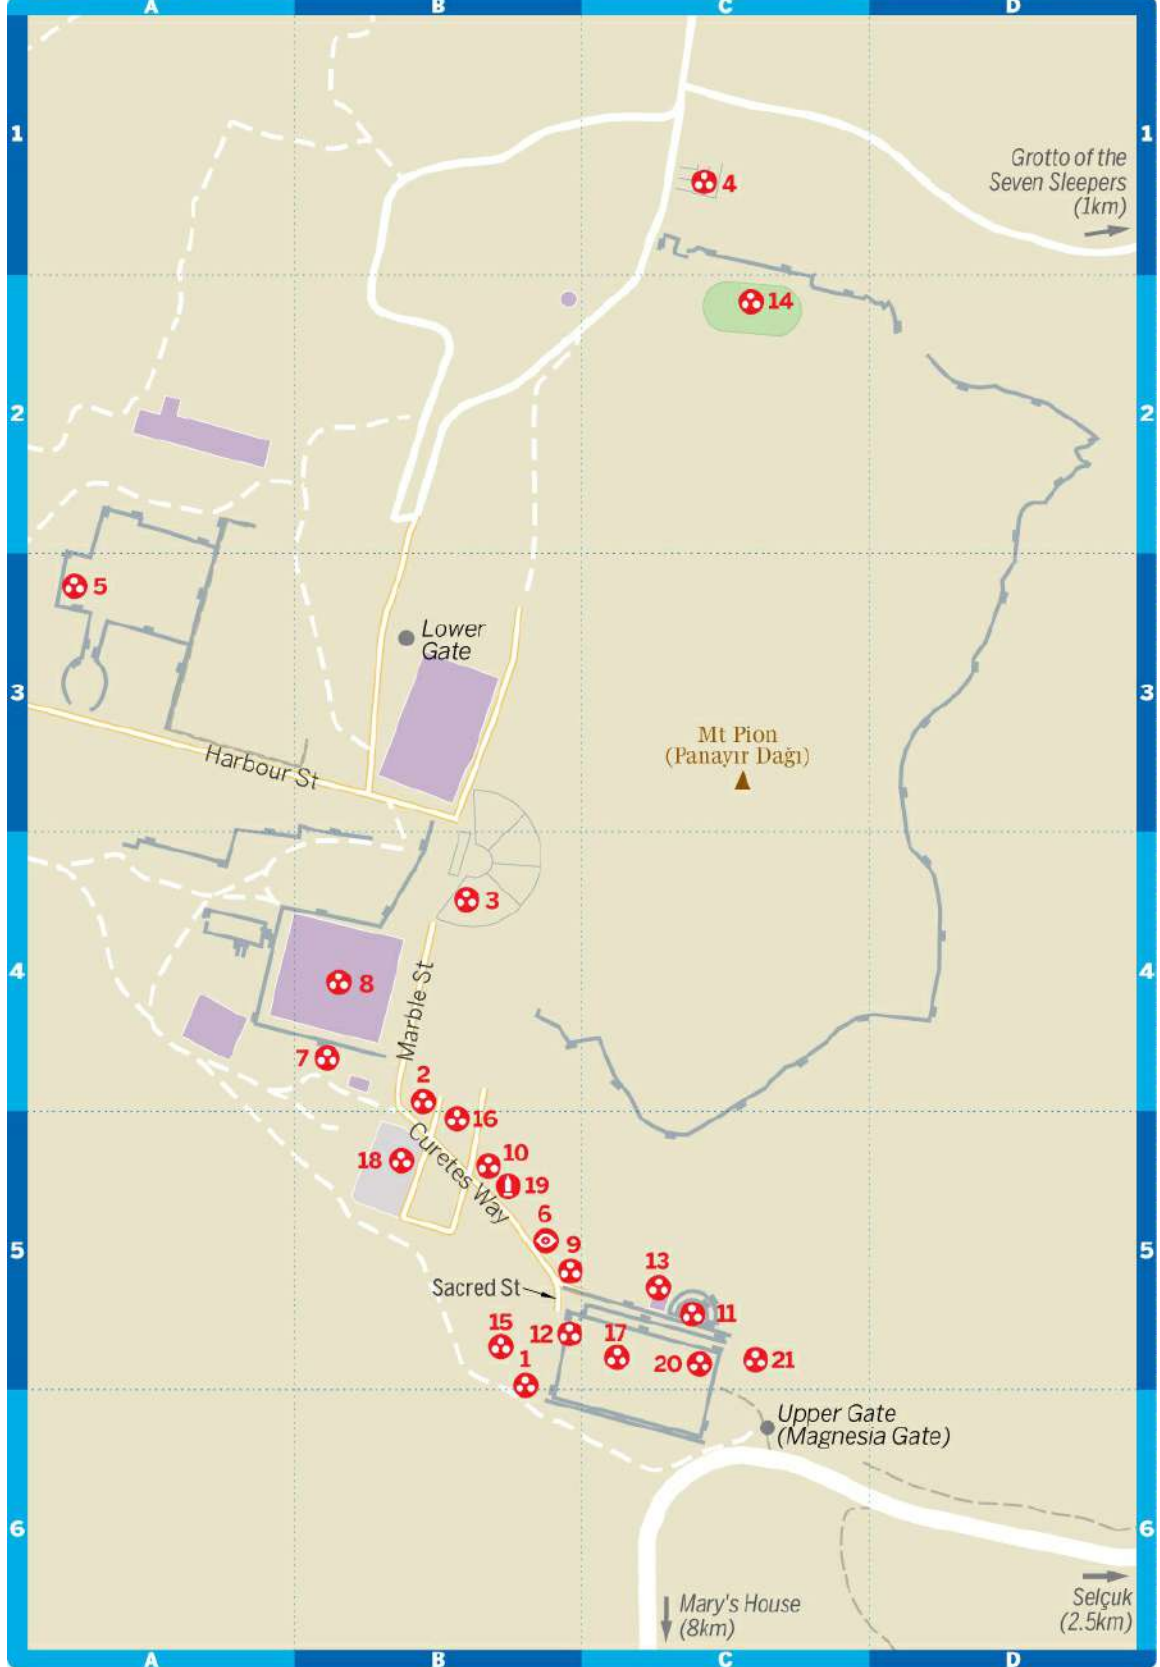 A B C D
1 1
Grotto of the
Seven Sleepers
(1km)
4
14
2 2
5
Lower
Gate
3 3
Mt Pion
(Panayır Dağı)
Harbour St
3
4 4
8
Marble St
7
2
16
Curetes Way
18
10
19
6
5 5
9
13
Sacred St
11
15
12
17
20
21
1
Upper Gate
(Magnesia Gate)
6 6
Mary's House
(8km)
Selçuk
(2.5km)
A B C D